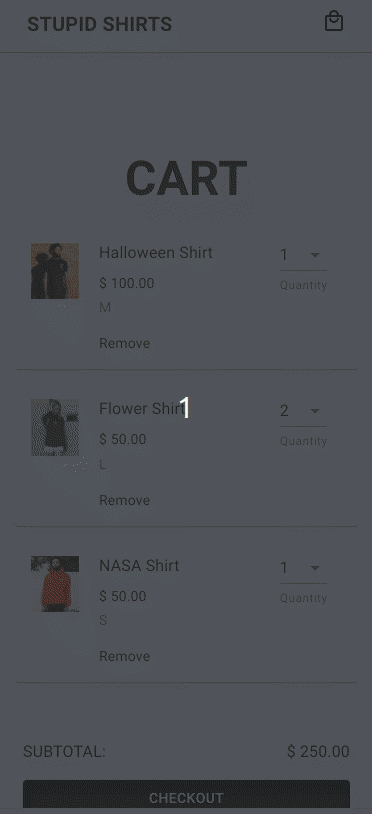 STUPID SHIRTS
CART
Halloween Shirt
1
$ 100.00
Quantity
M
Remove
Flower Shirt
1
2
$ 50.00
Quantity
L
Remove
NASA Shirt
1
$ 50.00
Quantity
S
Remove
SUBTOTAL:
$ 250.00
CHECKOUT